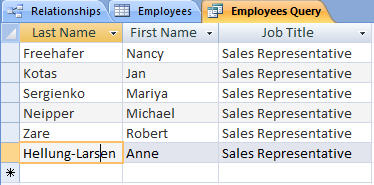 Relationships Employees Employees Query
Last Name First Name Job Title
Freehafer Nancy Sales Representative
Kotas Jan Sales Representative
Sergienko Mariya Sales Representative
Neipper Michael Sales Representative
Zare Robert Sales Representative
Hellung-Larsen Anne Sales Representative